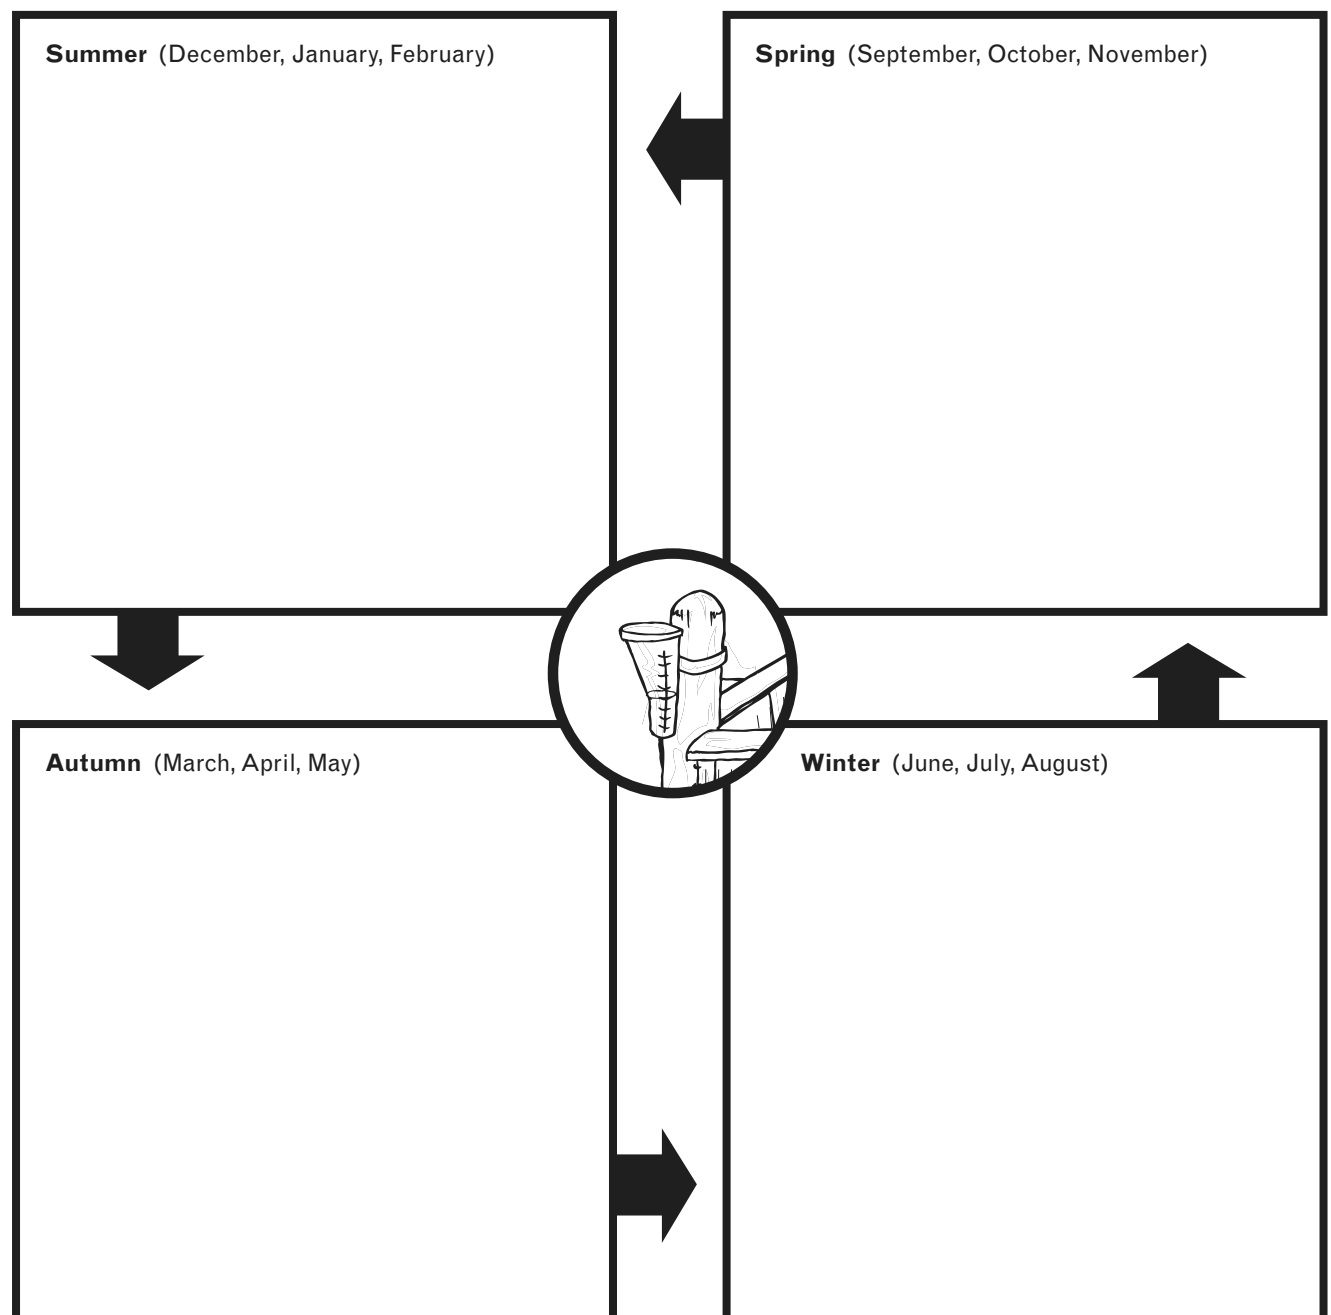 Summer (December, January, February)
Spring (September, October, November)
Autumn (March, April, May)
Winter (June, July, August)